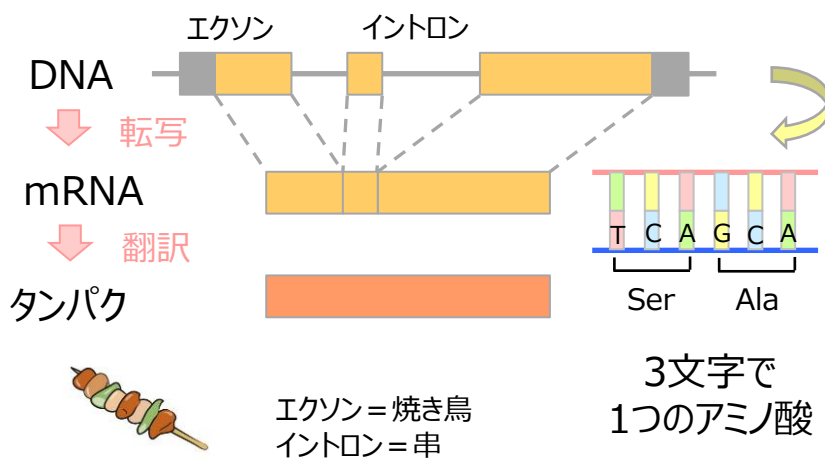 エクソン
イントロン
DNA
転写
mRNA
翻訳
タンパク
T C A G C A
Ser Ala
3文字で
1つのアミノ酸
エクソン＝焼き鳥
イントロン＝串